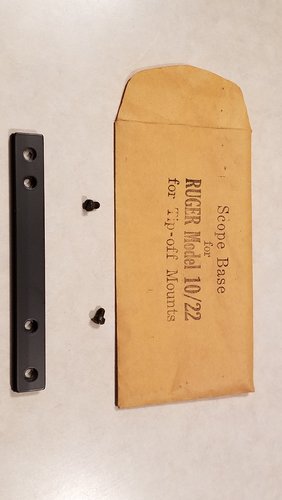 Scope Base
for
RUGER Model 10/22
for Tip-off Mounts